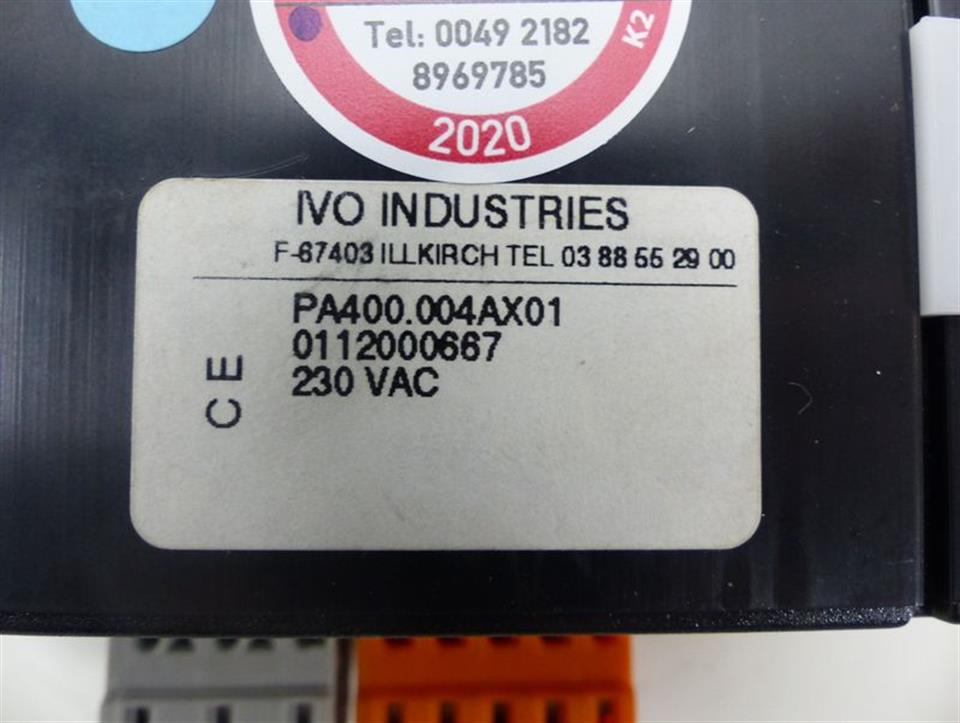 Tel: 0049 2182
8969785
K2
2020
IVO INDUSTRIES
F-67403 ILLKIRCH TEL 03 88 55 29 00
PA400.004AX01
0112000667
230 VAC
CE